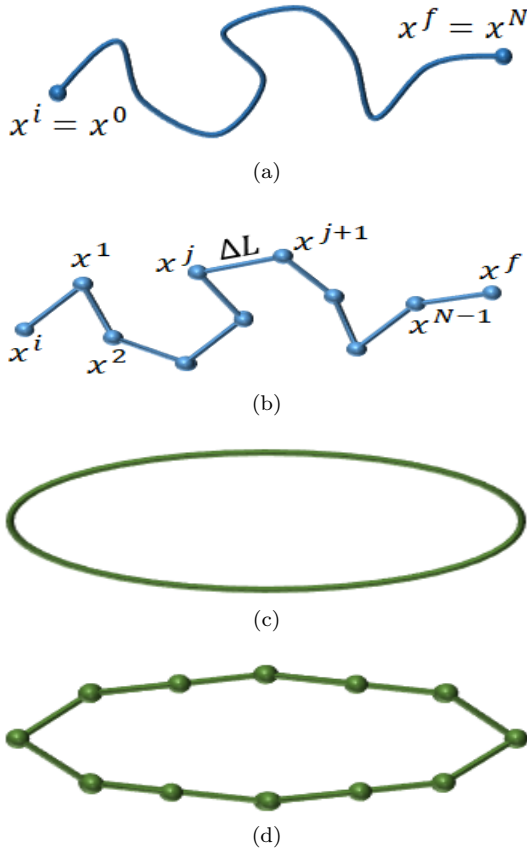 x^f = x^N
x^i = x^0
(a)
x^1 x^j ΔL x^{j+1} x^f
x^i x^2 x^{N−1}
(b)
(c)
(d)